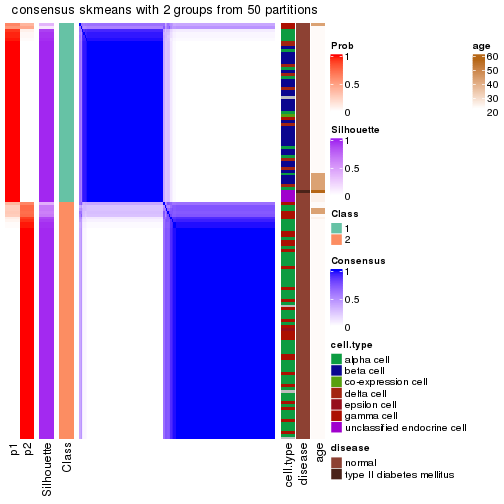 consensus skmeans with 2 groups from 50 partitions
Prob
1
0.5
0
age
60
50
40
30
20
Silhouette
1
0.5
0
Class
1
2
Consensus
1
0.5
0
cell.type
alpha cell
beta cell
co-expression cell
delta cell
epsilon cell
gamma cell
unclassified endocrine cell
disease
normal
type II diabetes mellitus
p1
p2
Silhouette
Class
cell.type
disease
age